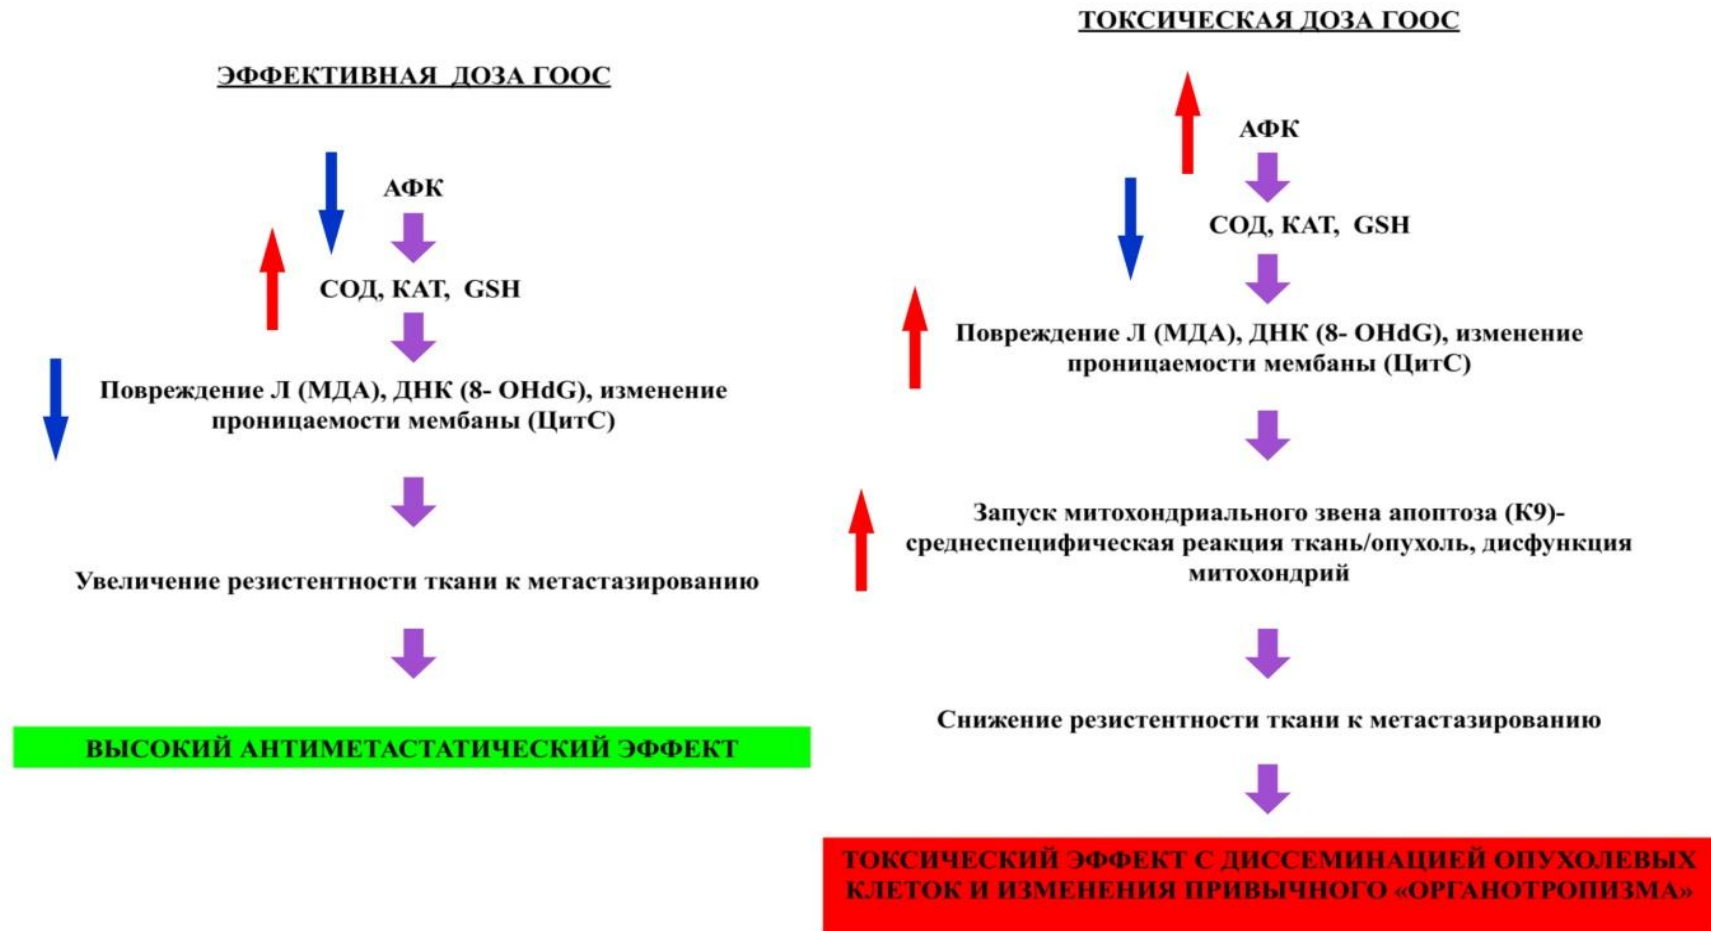 ЭФФЕКТИВНАЯ ДОЗА ГООС
АФК
СОД, КАТ, GSH
Повреждение Л (МДА), ДНК (8- OHdG), изменение
проницаемости мембаны (ЦитС)
Увеличение резистентности ткани к метастазированию
ВЫСОКИЙ АНТИМЕТАСТАТИЧЕСКИЙ ЭФФЕКТ
ТОКСИЧЕСКАЯ ДОЗА ГООС
АФК
СОД, КАТ, GSH
Повреждение Л (МДА), ДНК (8- OHdG), изменение
проницаемости мембаны (ЦитС)
Запуск митохондриального звена апоптоза (К9)-
среднеспецифическая реакция ткань/опухоль, дисфункция
митохондрий
Снижение резистентности ткани к метастазированию
ТОКСИЧЕСКИЙ ЭФФЕКТ С ДИССЕМИНАЦИЕЙ ОПУХОЛЕВЫХ
КЛЕТОК И ИЗМЕНЕНИЯ ПРИВЫЧНОГО «ОРГАНОТРОПИЗМА»